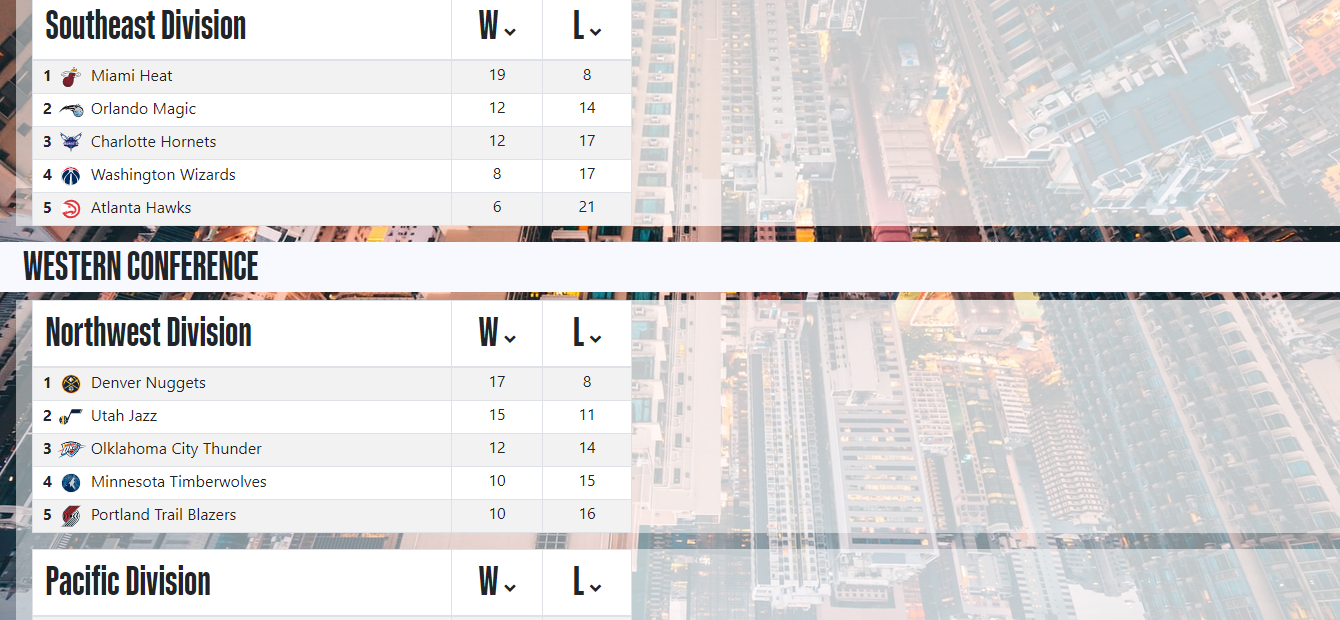 Southeast Division W L
1 Miami Heat 19 8
2 Orlando Magic 12 14
3 Charlotte Hornets 12 17
4 Washington Wizards 8 17
5 Atlanta Hawks 6 21
WESTERN CONFERENCE
Northwest Division W L
1 Denver Nuggets 17 8
2 Utah Jazz 15 11
3 Olklahoma City Thunder 12 14
4 Minnesota Timberwolves 10 15
5 Portland Trail Blazers 10 16
Pacific Division W L